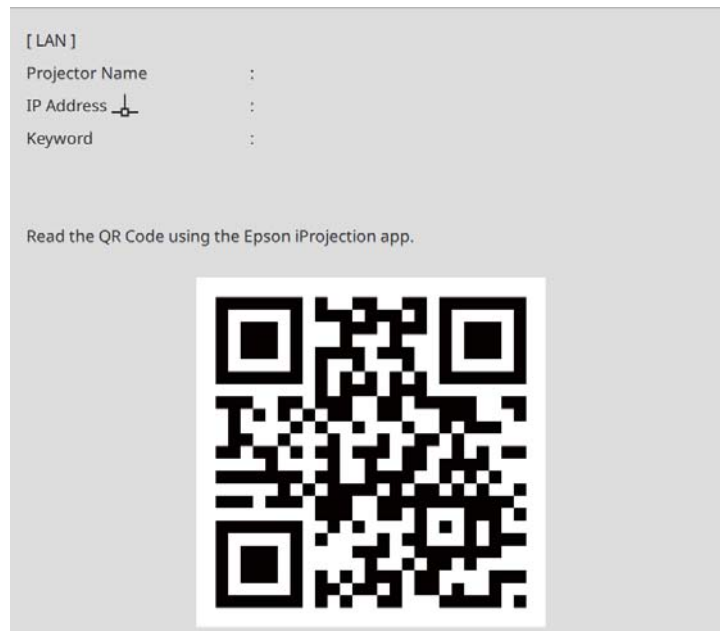 [ LAN ]
Projector Name :
IP Address :
Keyword :
Read the QR Code using the Epson iProjection app.